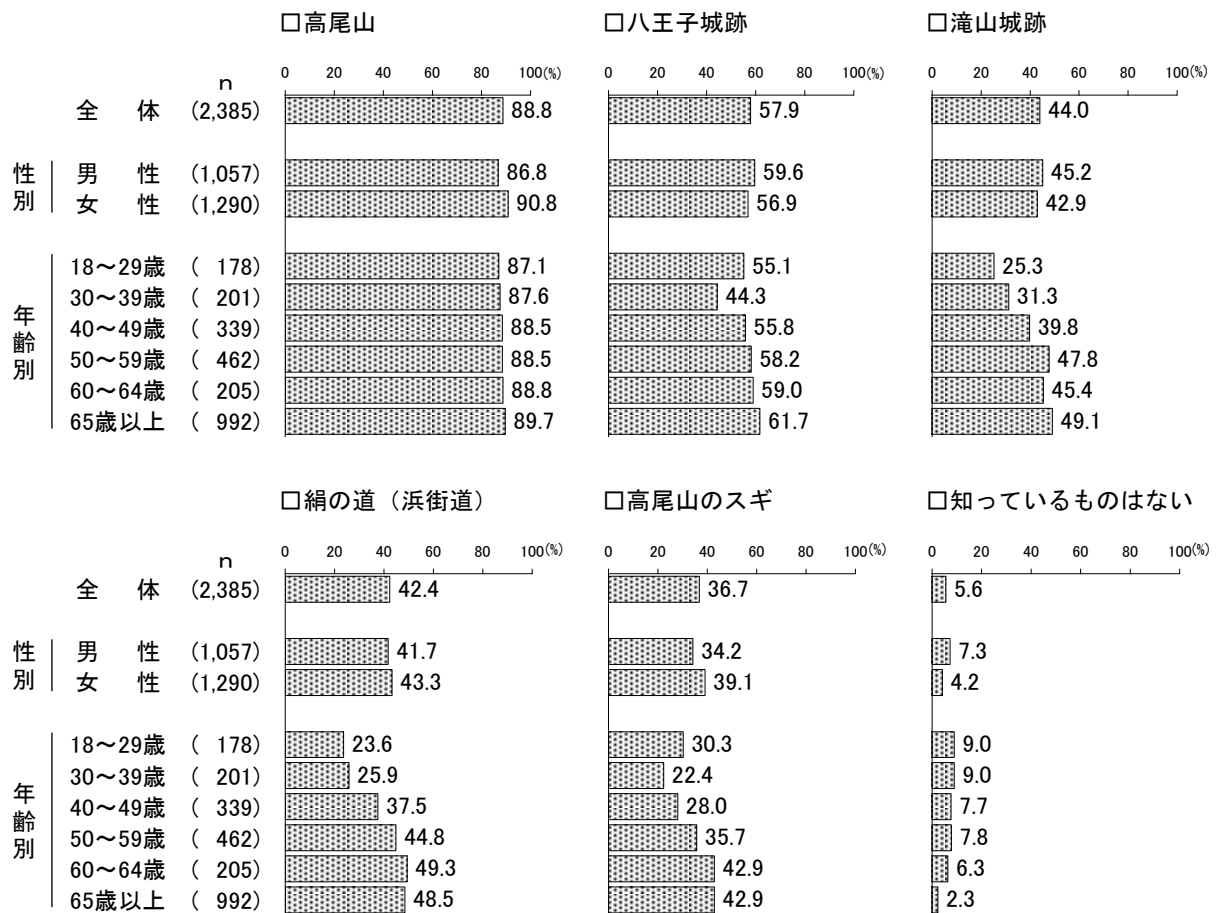 □高尾山 □八王子城跡 □滝山城跡
0 20 40 60 80 100(%) 0 20 40 60 80 100(%) 0 20 40 60 80 100(%)
n
全 体 (2,385) 88.8 57.9 44.0
性別
男 性 (1,057) 86.8 59.6 45.2
女 性 (1,290) 90.8 56.9 42.9
年齢別
18～29歳 ( 178) 87.1 55.1 25.3
30～39歳 ( 201) 87.6 44.3 31.3
40～49歳 ( 339) 88.5 55.8 39.8
50～59歳 ( 462) 88.5 58.2 47.8
60～64歳 ( 205) 88.8 59.0 45.4
65歳以上 ( 992) 89.7 61.7 49.1
□絹の道（浜街道） □高尾山のスギ □知っているものはない
0 20 40 60 80 100(%) 0 20 40 60 80 100(%) 0 20 40 60 80 100(%)
n
全 体 (2,385) 42.4 36.7 5.6
性別
男 性 (1,057) 41.7 34.2 7.3
女 性 (1,290) 43.3 39.1 4.2
年齢別
18～29歳 ( 178) 23.6 30.3 9.0
30～39歳 ( 201) 25.9 22.4 9.0
40～49歳 ( 339) 37.5 28.0 7.7
50～59歳 ( 462) 44.8 35.7 7.8
60～64歳 ( 205) 49.3 42.9 6.3
65歳以上 ( 992) 48.5 42.9 2.3